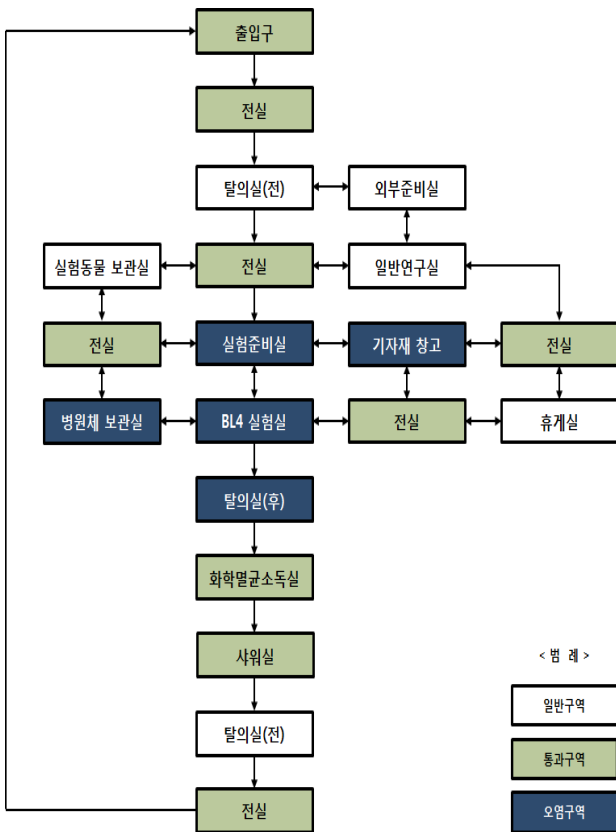 출입구
전실
탈의실(전)
외부준비실
실험동물 보관실
전실
일반연구실
전실
실험준비실
기자재 창고
전실
병원체 보관실
BL4 실험실
전실
휴게실
탈의실(후)
화학멸균소독실
샤워실
탈의실(전)
전실
< 범 례 >
일반구역
통과구역
오염구역